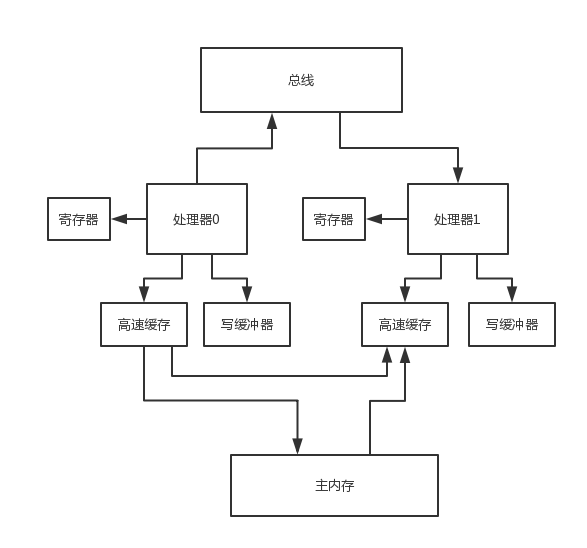 总线
寄存器
处理器0
寄存器
处理器1
高速缓存
写缓冲器
高速缓存
写缓冲器
主内存